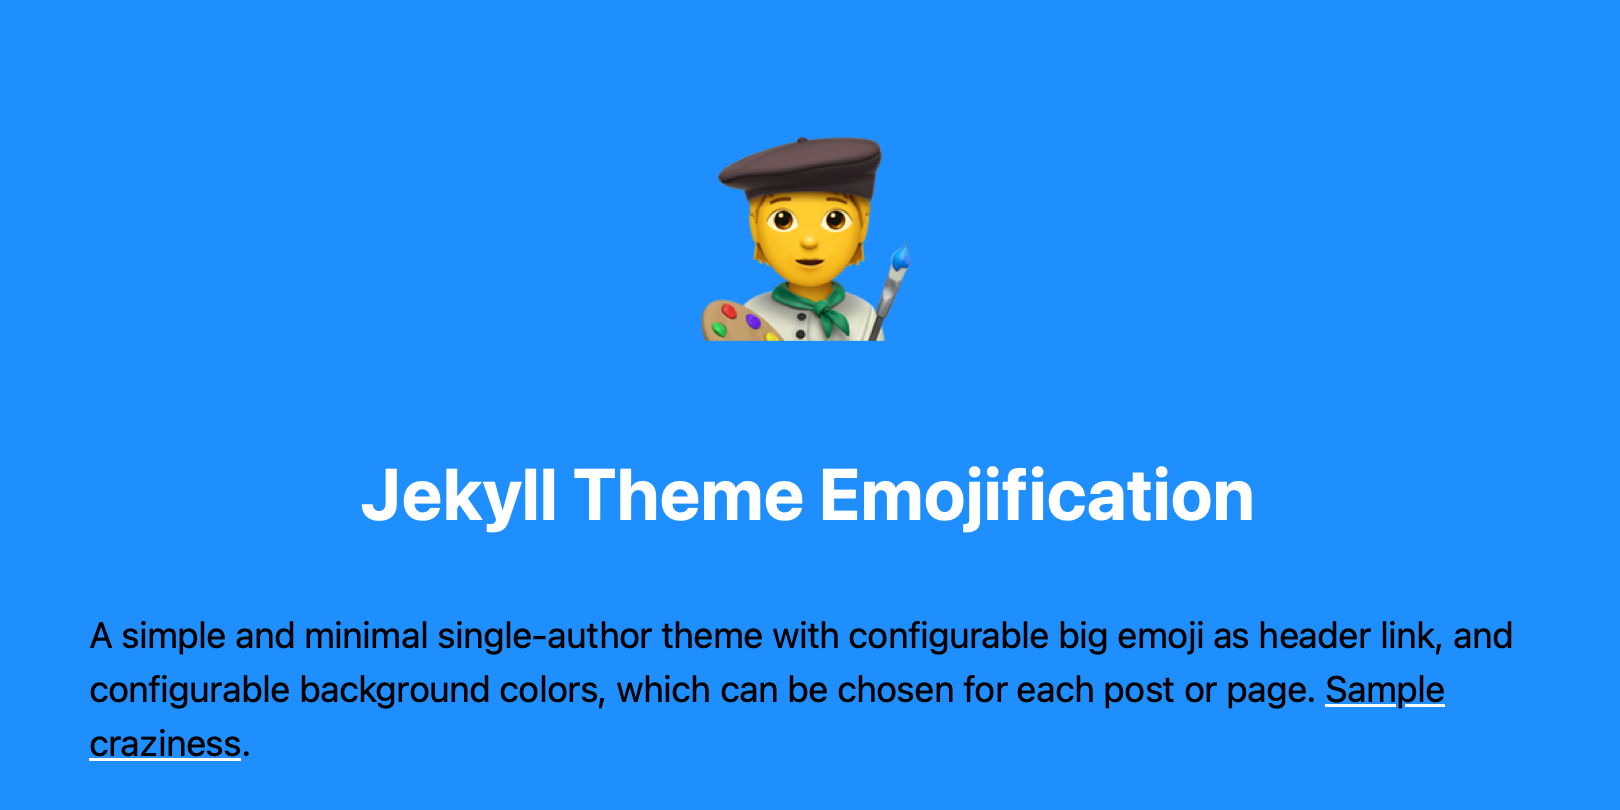 Jekyll Theme Emojification
A simple and minimal single-author theme with configurable big emoji as header link, and
configurable background colors, which can be chosen for each post or page. Sample
craziness.